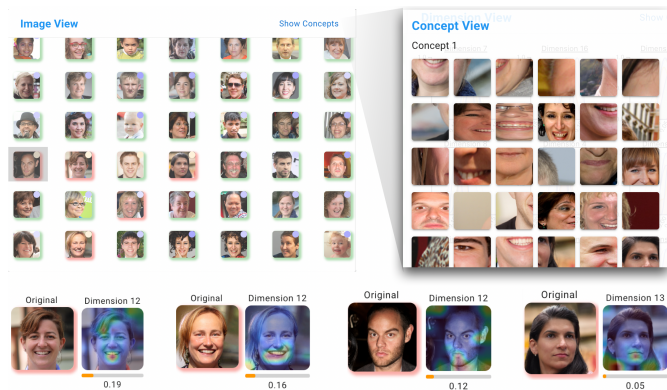 Image View
Show Concepts
Concept View
Concept 1
Original
Dimension 12
0.19
Original
Dimension 12
0.16
Original
Dimension 12
0.12
Original
Dimension 13
0.05